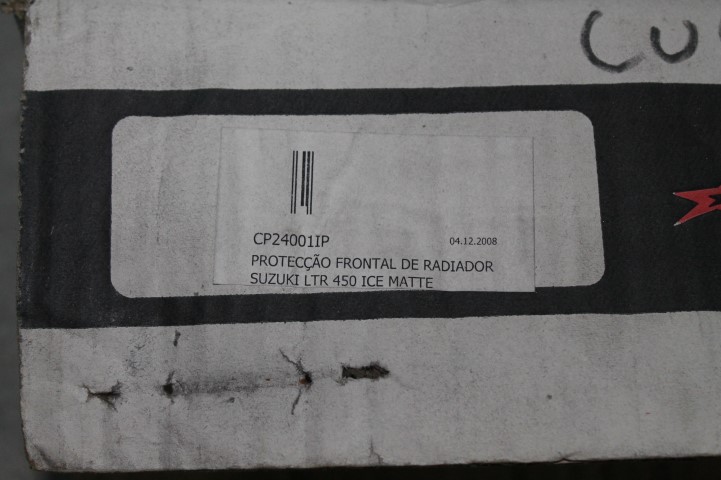 CP24001IP 04.12.2008
PROTECÇÃO FRONTAL DE RADIADOR
SUZUKI LTR 450 ICE MATTE